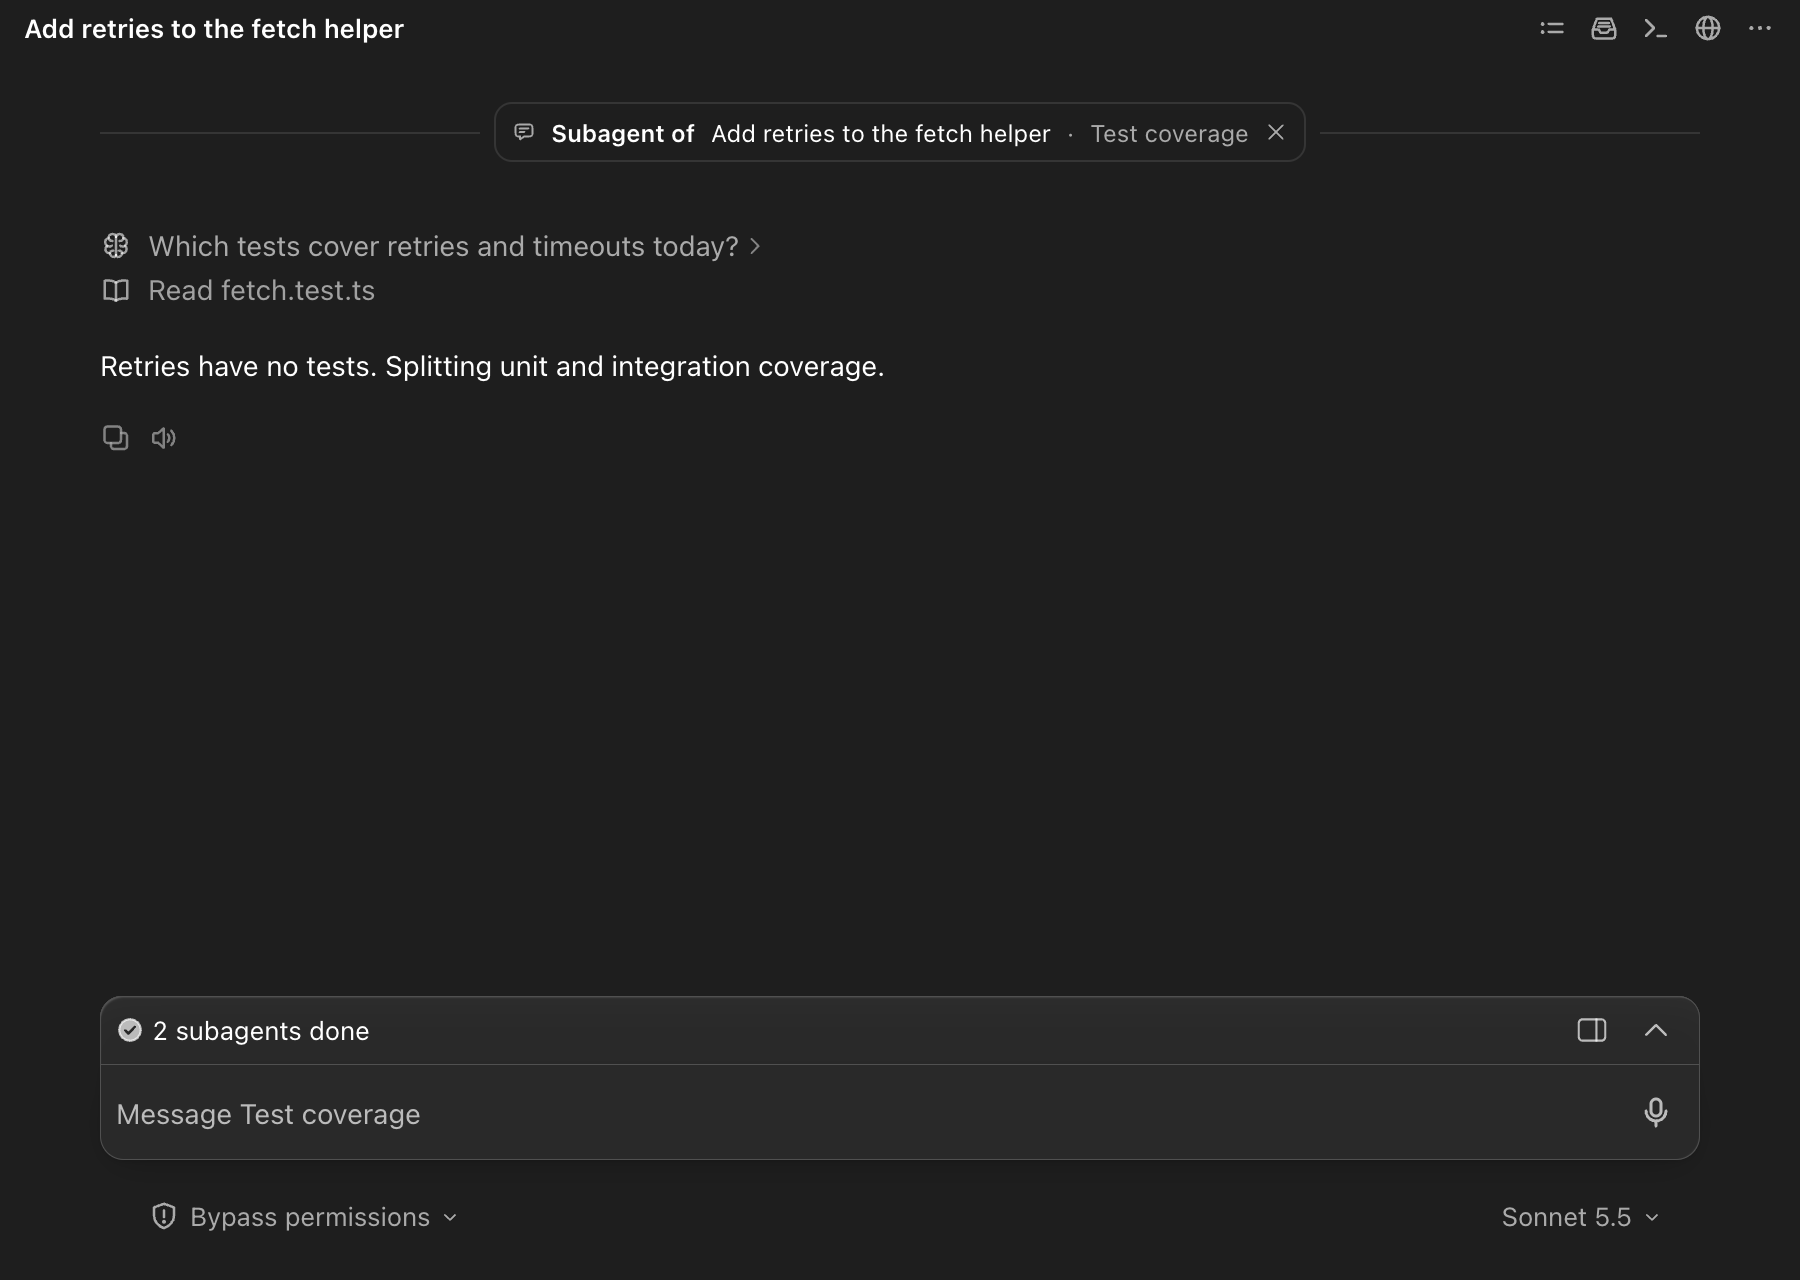 Add retries to the fetch helper
Subagent of Add retries to the fetch helper · Test coverage
Which tests cover retries and timeouts today?
Read fetch.test.ts
Retries have no tests. Splitting unit and integration coverage.
2 subagents done
Message Test coverage
Bypass permissions
Sonnet 5.5